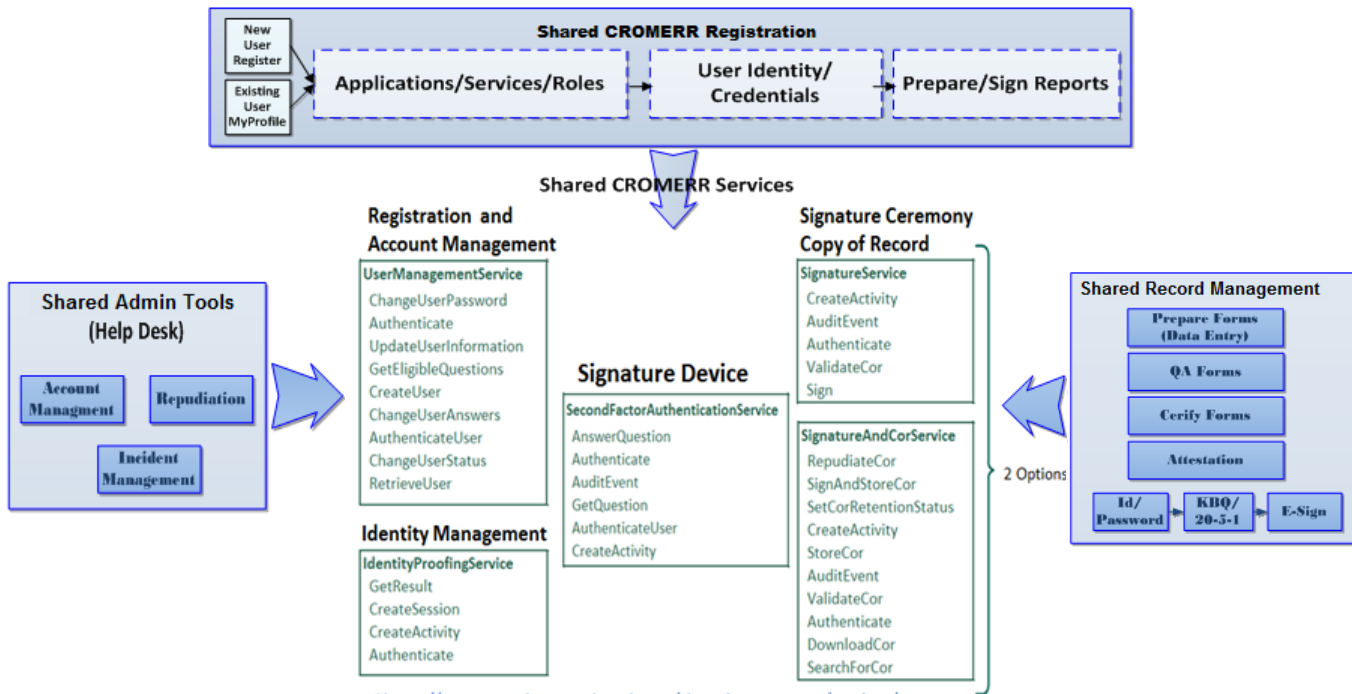 Shared CROMERR Registration
New
User
Register
Existing
User
MyProfile
Applications/Services/Roles
User Identity/
Credentials
Prepare/Sign Reports
Shared CROMERR Services
Shared Admin Tools
(Help Desk)
Account
Managment
Repudiation
Incident
Management
Registration and
Account Management
UserManagementService
ChangeUserPassword
Authenticate
UpdateUserInformation
GetEligibleQuestions
CreateUser
ChangeUserAnswers
AuthenticateUser
ChangeUserStatus
RetrieveUser
Identity Management
IdentityProofingService
GetResult
CreateSession
CreateActivity
Authenticate
Signature Device
SecondFactorAuthenticationService
AnswerQuestion
Authenticate
AuditEvent
GetQuestion
AuthenticateUser
CreateActivity
Signature Ceremony
Copy of Record
SignatureService
CreateActivity
AuditEvent
Authenticate
ValidateCor
Sign
SignatureAndCorService
RepudiateCor
SignAndStoreCor
SetCorRetentionStatus
CreateActivity
StoreCor
AuditEvent
ValidateCor
Authenticate
DownloadCor
SearchForCor
2 Options
Shared Record Management
Prepare Forms
(Data Entry)
QA Forms
Cerify Forms
Attestation
Id/
Password
KBQ/
20-5-1
E-Sign